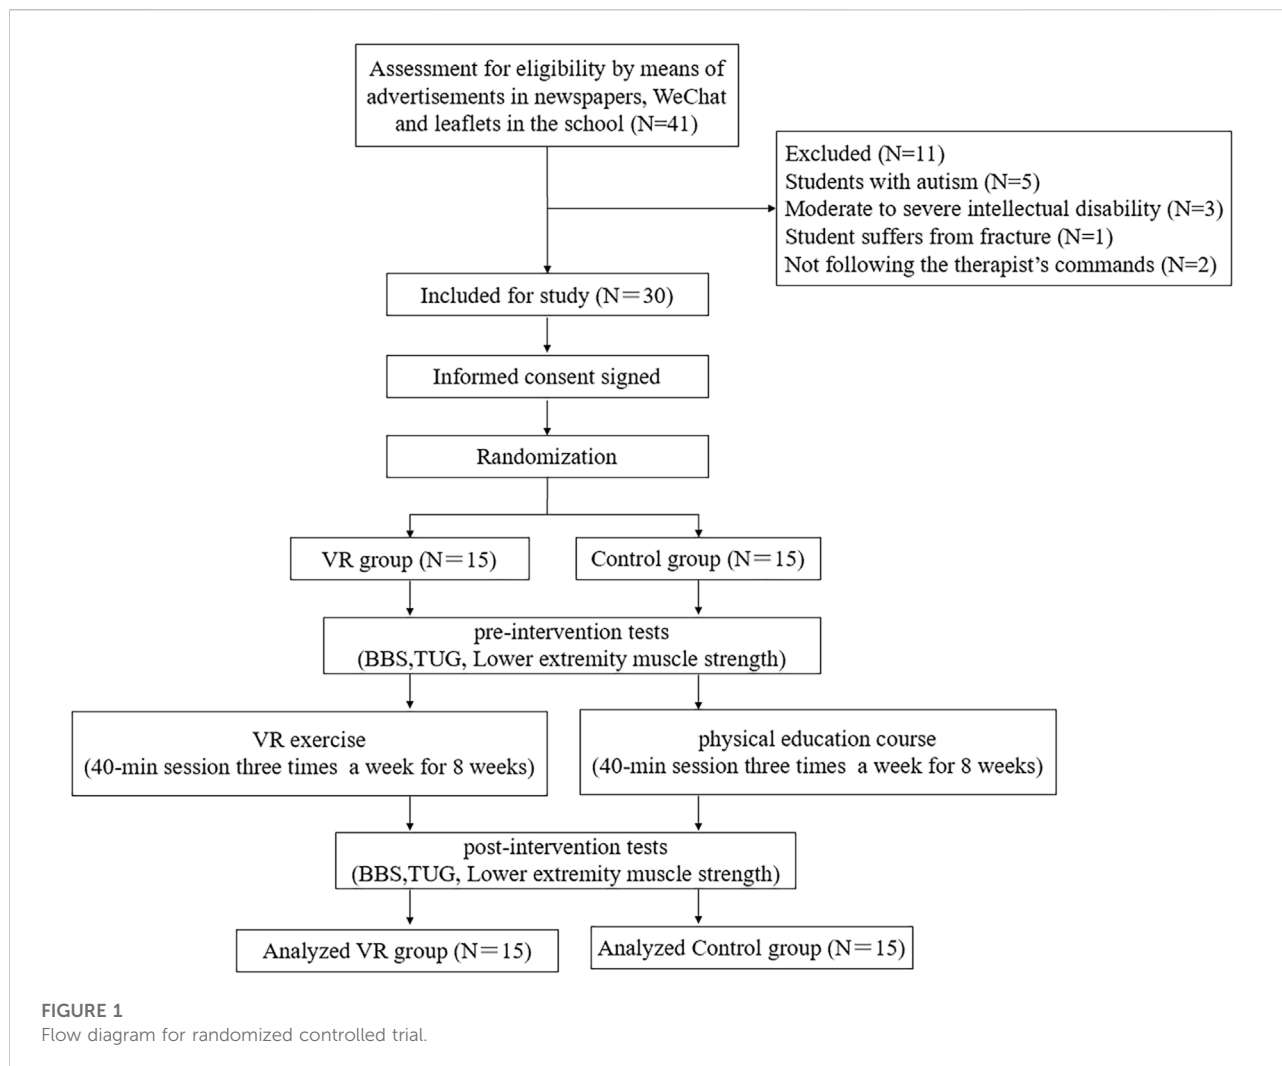 Assessment for eligibility by means of
advertisements in newspapers, WeChat
and leaflets in the school (N=41)
Excluded (N=11)
Students with autism (N=5)
Moderate to severe intellectual disability (N=3)
Student suffers from fracture (N=1)
Not following the therapist’s commands (N=2)
Included for study (N＝30)
Informed consent signed
Randomization
VR group (N＝15)
Control group (N＝15)
pre-intervention tests
(BBS,TUG, Lower extremity muscle strength)
VR exercise
(40-min session three times  a week for 8 weeks)
physical education course
(40-min session three times  a week for 8 weeks)
post-intervention tests
(BBS,TUG, Lower extremity muscle strength)
Analyzed VR group (N＝15)
Analyzed Control group (N＝15)
FIGURE 1
Flow diagram for randomized controlled trial.